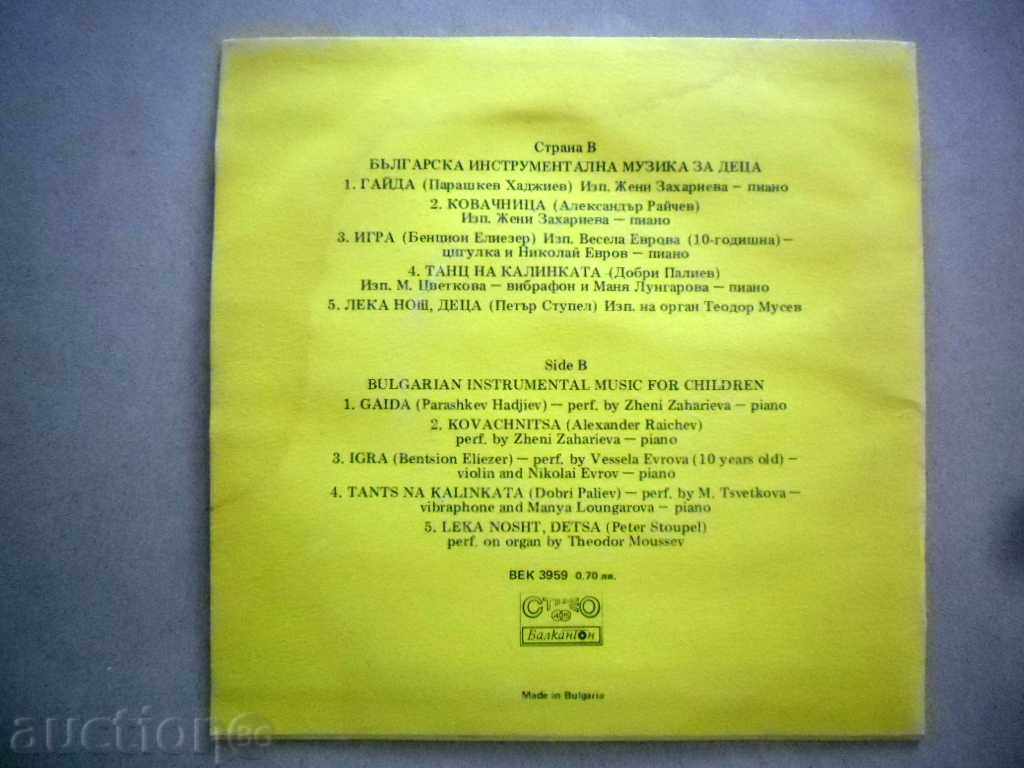 Страна В
БЪЛГАРСКА ИНСТРУМЕНТАЛНА МУЗИКА ЗА ДЕЦА
1. ГАЙДА (Парашкев Хаджиев) Изп. Жени Захариева — пиано
2. КОВАЧНИЦА (Александър Райчев)
Изп. Жени Захариева — пиано
3. ИГРА (Бенцион Елиезер) Изп. Весела Еврова (10-годишна) —
цигулка и Николай Евров — пиано
4. ТАНЦ НА КАЛИНКАТА (Добри Палиев)
Изп. М. Цветкова — вибрафон и Маня Лунгарова — пиано
5. ЛЕКА НОЩ, ДЕЦА (Петър Ступел) Изп. на орган Теодор Мусев
Side B
BULGARIAN INSTRUMENTAL MUSIC FOR CHILDREN
1. GAIDA (Parashkev Hadjiev) — perf. by Zheni Zaharieva — piano
2. KOVACHNITSA (Alexander Raichev)
perf. by Zheni Zaharieva — piano
3. IGRA (Bentsion Eliezer) — perf. by Vessela Evrova (10 years old) —
violin and Nikolai Evrov — piano
4. TANTS NA KALINKATA (Dobri Paliev) — perf. by M. Tsvetkova —
vibraphone and Manya Loungarova — piano
5. LEKA NOSHT, DETSA (Peter Stoupel)
perf. on organ by Theodor Moussev
ВЕК 3959 0.70 лв.
СТЕРЕО
Балкантон
Made in Bulgaria
auction.bg